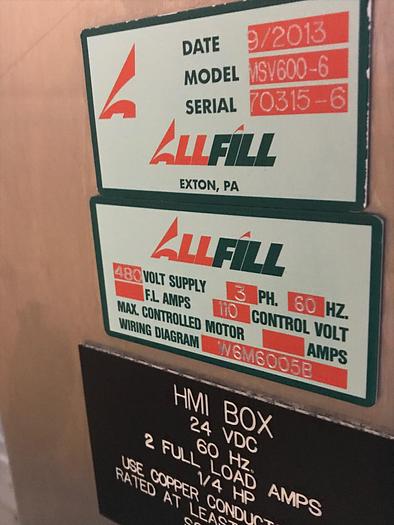 DATE 9/2013
MODEL MSV600-6
SERIAL 70315-6
ALLFILL
EXTON, PA
ALLFILL
480 VOLT SUPPLY 3 PH. 60 HZ.
F.L. AMPS 110 CONTROL VOLT
MAX. CONTROLLED MOTOR AMPS
WIRING DIAGRAM W6M6005B
HMI BOX
24 VDC
60 Hz.
2 FULL LOAD AMPS
1/4 HP
USE COPPER CONDUCT
RATED AT LEAS